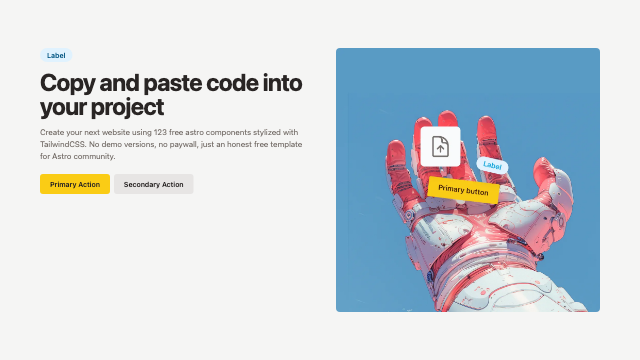 Label
Copy and paste code into
your project
Create your next website using 123 free astro components stylized with
TailwindCSS. No demo versions, no paywall, just an honest free template
for Astro community.
Primary Action
Secondary Action
Label
Primary button